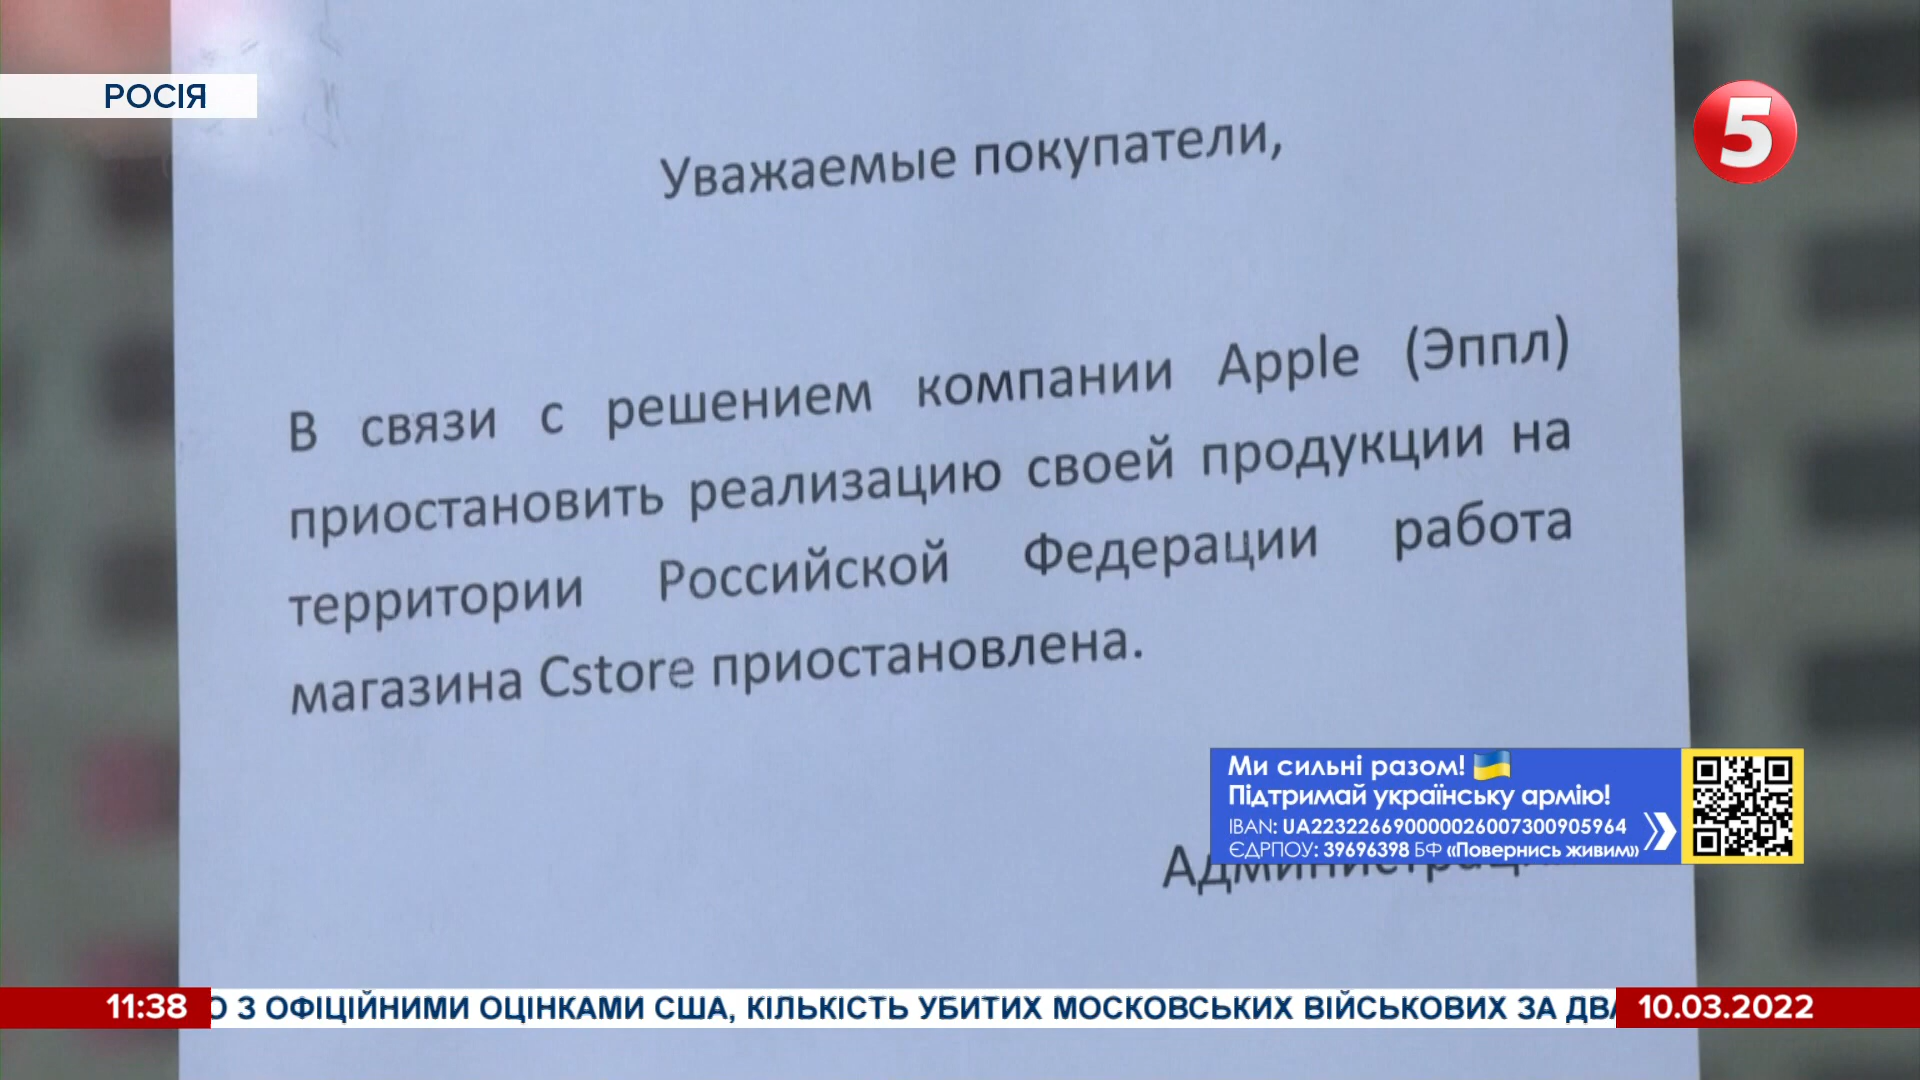 РОСІЯ
5
Уважаемые покупатели,
В связи с решением компании Apple (Эппл)
приостановить реализацию своей продукции на
территории Российской Федерации работа
магазина Cstore приостановлена.
Ми сильні разом!
Підтримай українську армію!
IBAN: UA223226690000026007300905964
ЄДРПОУ: 39696398 БФ «Повернись живим»
11:38
О З ОФІЦІЙНИМИ ОЦІНКАМИ США, КІЛЬКІСТЬ УБИТИХ МОСКОВСЬКИХ ВІЙСЬКОВИХ ЗА ДВА
10.03.2022